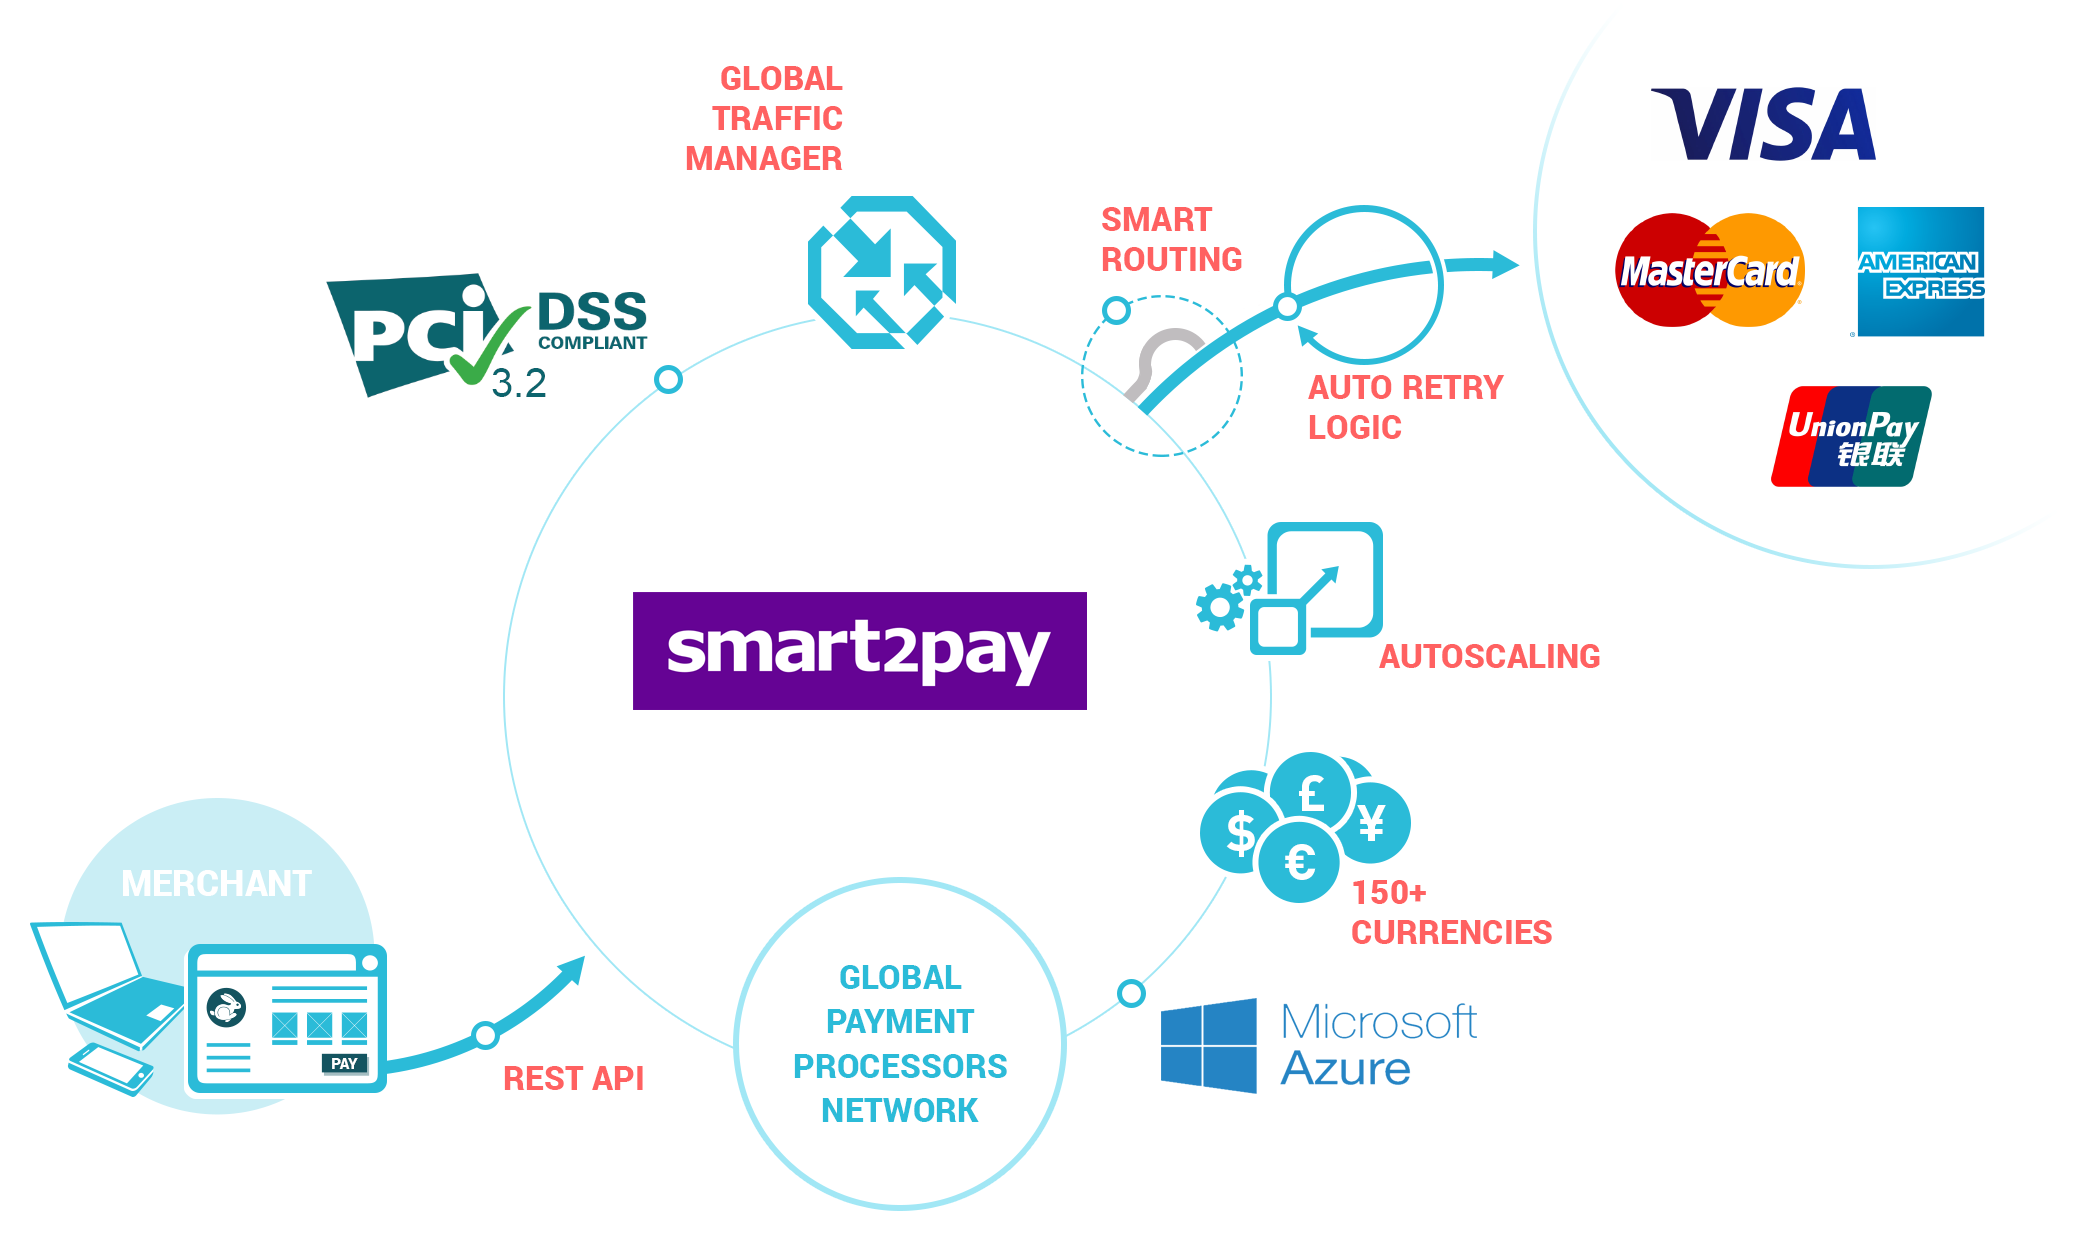 GLOBAL
TRAFFIC
MANAGER
VISA
SMART
ROUTING
MasterCard
AMERICAN
EXPRESS
PCi
DSS
COMPLIANT
3.2
AUTO RETRY
LOGIC
UnionPay
银联
smart2pay
AUTOSCALING
$
£
¥
€
150+
CURRENCIES
MERCHANT
PAY
REST API
GLOBAL
PAYMENT
PROCESSORS
NETWORK
Microsoft
Azure